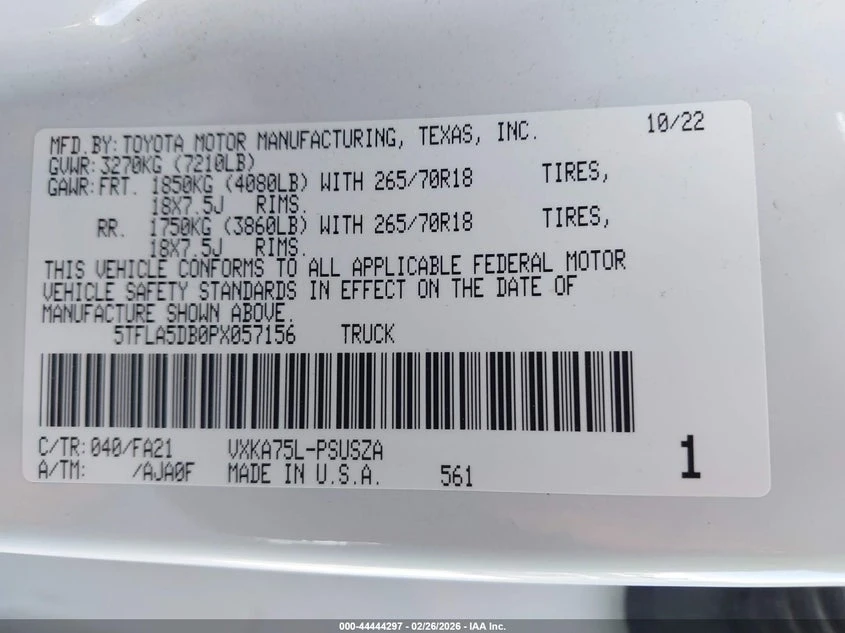 MFD.BY: TOYOTA MOTOR MANUFACTURING, TEXAS, INC. 10/22
GVWR: 3270KG (7210LB)
GAWR: FRT. 1850KG (4080LB) WITH 265/70R18 TIRES,
18X7.5J RIMS.
RR. 1750KG (3860LB) WITH 265/70R18 TIRES,
18X7.5J RIMS.
THIS VEHICLE CONFORMS TO ALL APPLICABLE FEDERAL MOTOR
VEHICLE SAFETY STANDARDS IN EFFECT ON THE DATE OF
MANUFACTURE SHOWN ABOVE.
5TFLA5DB0PX057156 TRUCK
C/TR: 040/FA21 VXKA75L-PSUSZA 1
A/TM: /AJA0F MADE IN U.S.A. 561
000-44444297 - 02/26/2026 - IAA Inc.